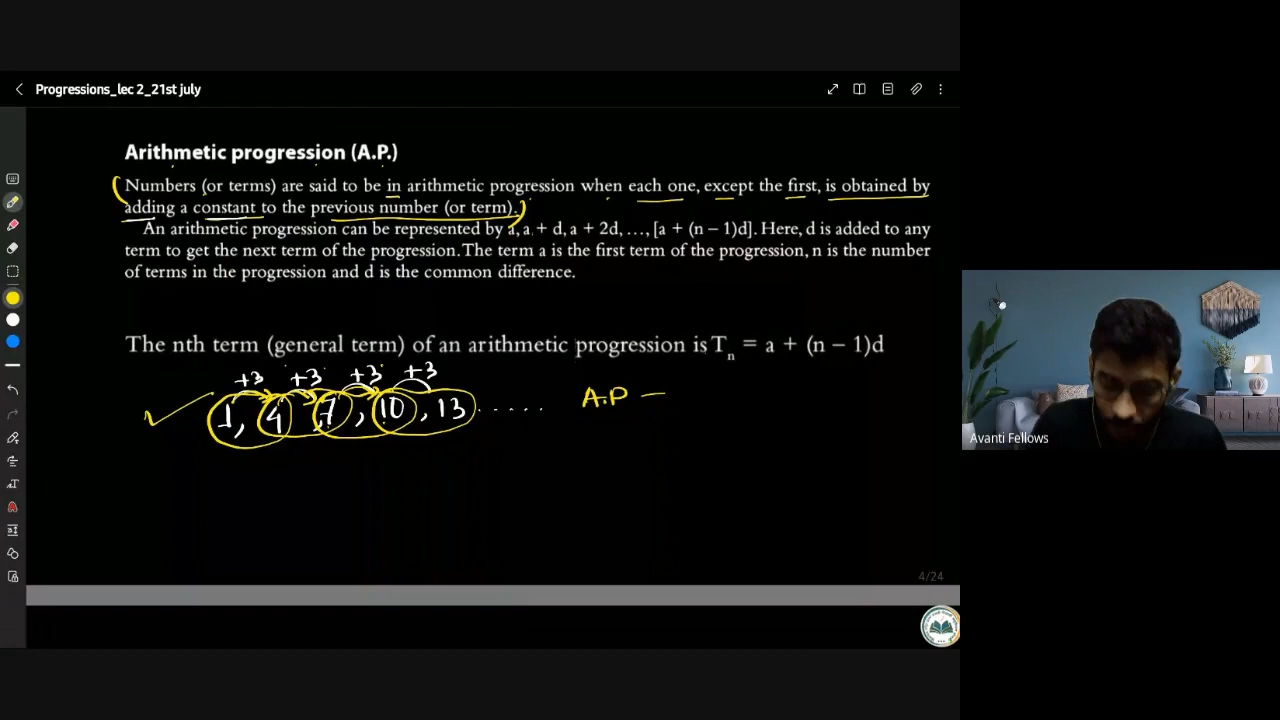 Progressions_lec 2_21st july
Arithmetic progression (A.P.)
Numbers (or terms) are said to be in arithmetic progression when each one, except the first, is obtained by
adding a constant to the previous number (or term).
An arithmetic progression can be represented by a, a + d, a + 2d, …, [a + (n − 1)d]. Here, d is added to any
term to get the next term of the progression. The term a is the first term of the progression, n is the number
of terms in the progression and d is the common difference.
The nth term (general term) of an arithmetic progression is Tn = a + (n − 1)d
+3 +3 +3 +3
1, 4, 7, 10, 13 ...... A.P —
Avanti Fellows
4/24